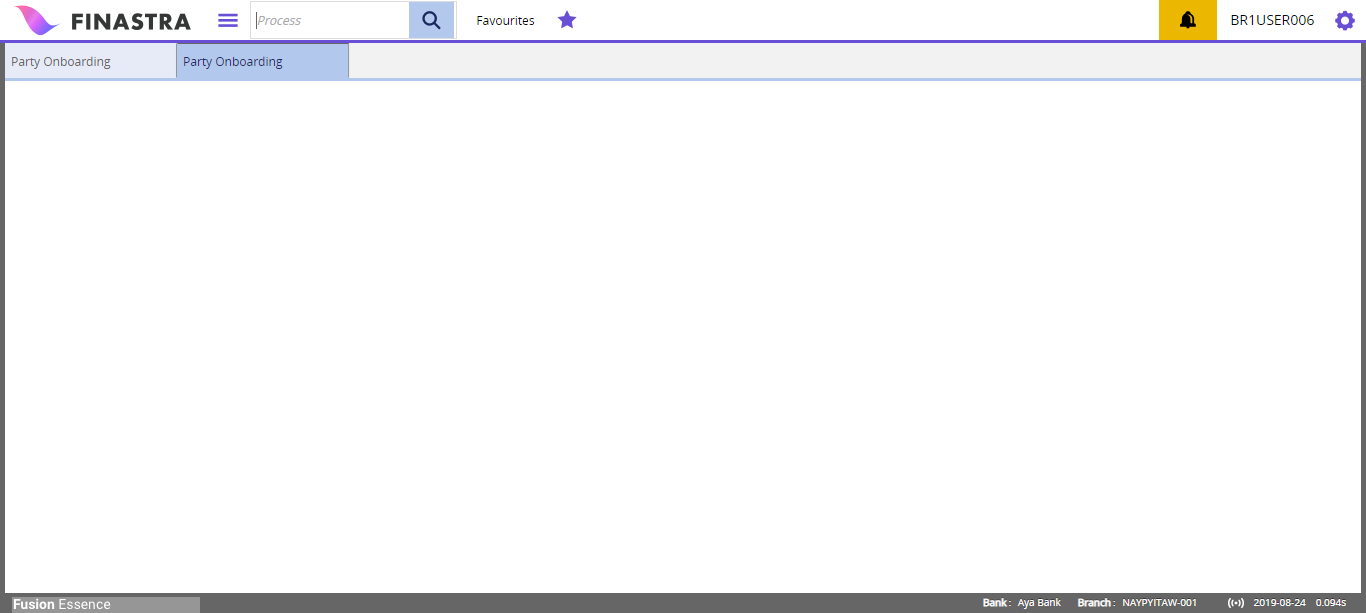 FINASTRA Process Favourites BR1USER006
Party Onboarding Party Onboarding
Fusion Essence Bank: Aya Bank Branch: NAYPYITAW-001 2019-08-24 0.094s